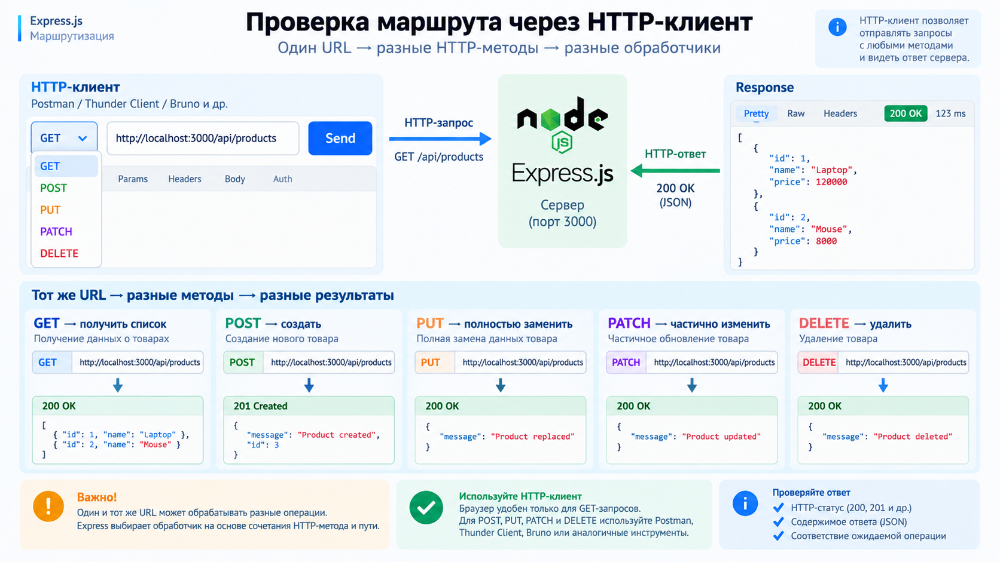 Express.js
Маршрутизация
Проверка маршрута через HTTP-клиент
Один URL → разные HTTP-методы → разные обработчики
HTTP-клиент позволяет
отправлять запросы
с любыми методами
и видеть ответ сервера.
HTTP-клиент
Postman / Thunder Client / Bruno и др.
GET
http://localhost:3000/api/products
Send
GET
POST
PUT
PATCH
DELETE
Params Headers Body Auth
HTTP-запрос
GET /api/products
node
JS
Express.js
Сервер
(порт 3000)
HTTP-ответ
200 OK
(JSON)
Response
Pretty Raw Headers 200 OK 123 ms
[
{
"id": 1,
"name": "Laptop",
"price": 120000
},
{
"id": 2,
"name": "Mouse",
"price": 8000
}
]
Тот же URL → разные методы → разные результаты
GET → получить список
Получение данных о товарах
GET http://localhost:3000/api/products
200 OK
[
{ "id": 1, "name": "Laptop" },
{ "id": 2, "name": "Mouse" }
]
POST → создать
Создание нового товара
POST http://localhost:3000/api/products
201 Created
{
"message": "Product created",
"id": 3
}
PUT → полностью заменить
Полная замена данных товара
PUT http://localhost:3000/api/products
200 OK
{
"message": "Product replaced"
}
PATCH → частично изменить
Частичное обновление товара
PATCH http://localhost:3000/api/products
200 OK
{
"message": "Product updated"
}
DELETE → удалить
Удаление товара
DELETE http://localhost:3000/api/products
200 OK
{
"message": "Product deleted"
}
Важно!
Один и тот же URL может обрабатывать разные операции.
Express выбирает обработчик на основе сочетания HTTP-метода и пути.
Используйте HTTP-клиент
Браузер удобен только для GET-запросов.
Для POST, PUT, PATCH и DELETE используйте Postman,
Thunder Client, Bruno или аналогичные инструменты.
Проверяйте ответ
HTTP-статус (200, 201 и др.)
Содержимое ответа (JSON)
Соответствие ожидаемой операции